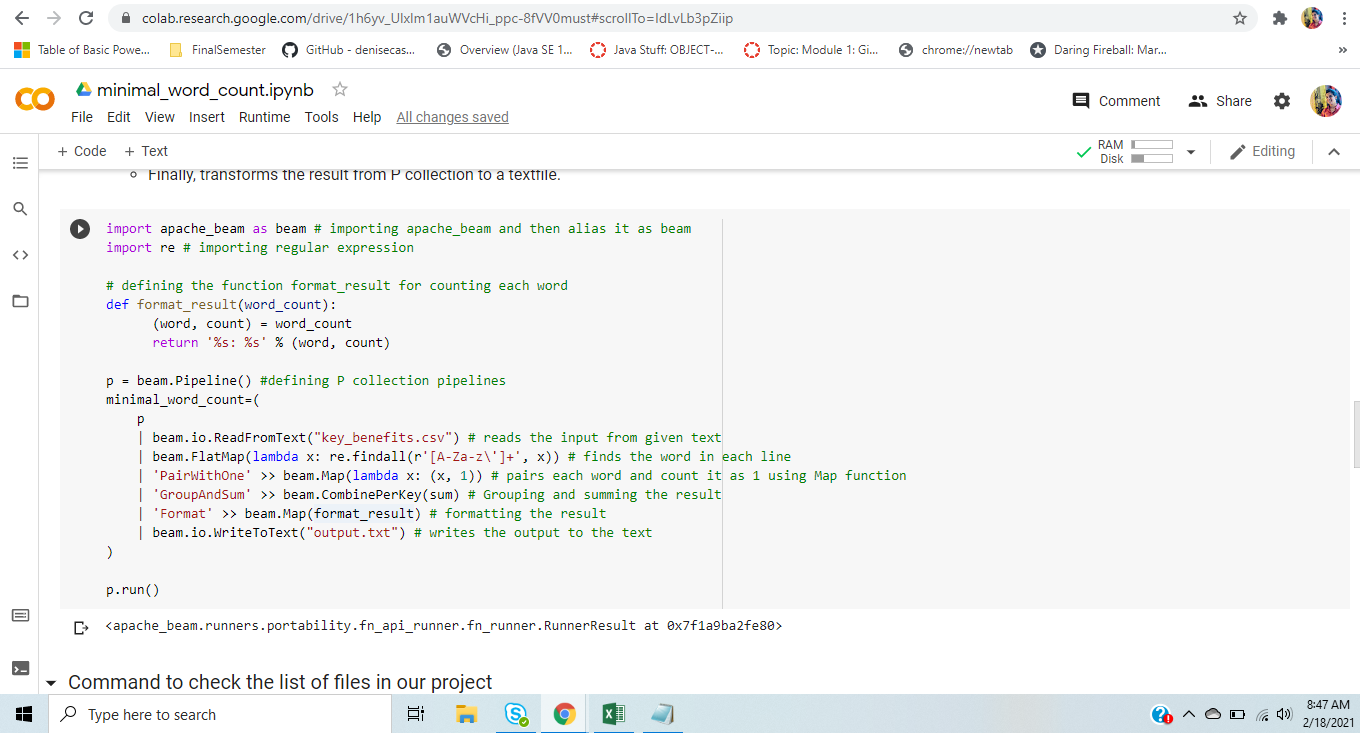 colab.research.google.com/drive/1h6yv_UlxIm1auWVcHi_ppc-8fVV0must#scrollTo=IdLvLb3pZiip
Table of Basic Powe... FinalSemester GitHub - denisecas... Overview (Java SE 1... Java Stuff: OBJECT-... Topic: Module 1: Gi... chrome://newtab Daring Fireball: Mar... »
minimal_word_count.ipynb
Comment Share
File Edit View Insert Runtime Tools Help All changes saved
+ Code + Text RAM Disk Editing
Finally, transforms the result from P collection to a textfile.
import apache_beam as beam # importing apache_beam and then alias it as beam
import re # importing regular expression
# defining the function format_result for counting each word
def format_result(word_count):
(word, count) = word_count
return '%s: %s' % (word, count)
p = beam.Pipeline() #defining P collection pipelines
minimal_word_count=(
p
| beam.io.ReadFromText("key_benefits.csv") # reads the input from given text
| beam.FlatMap(lambda x: re.findall(r'[A-Za-z\']+', x)) # finds the word in each line
| 'PairWithOne' >> beam.Map(lambda x: (x, 1)) # pairs each word and count it as 1 using Map function
| 'GroupAndSum' >> beam.CombinePerKey(sum) # Grouping and summing the result
| 'Format' >> beam.Map(format_result) # formatting the result
| beam.io.WriteToText("output.txt") # writes the output to the text
)
p.run()
<apache_beam.runners.portability.fn_api_runner.fn_runner.RunnerResult at 0x7f1a9ba2fe80>
Command to check the list of files in our project
Type here to search
8:47 AM
2/18/2021